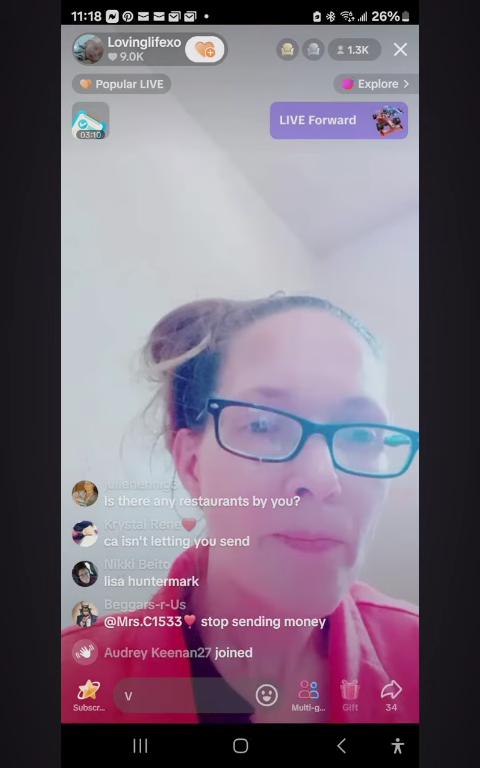 11:18
26%
Lovinglifexo
9.0K
1.3K
Popular LIVE
Explore >
03:10
LIVE Forward
Is there any restaurants by you?
Krystal Rene
ca isn't letting you send
Nikki Beito
lisa huntermark
Beggars-r-Us
@Mrs.C1533 stop sending money
Audrey Keenan27 joined
V
Subscr...
Multi-g...
Gift
34